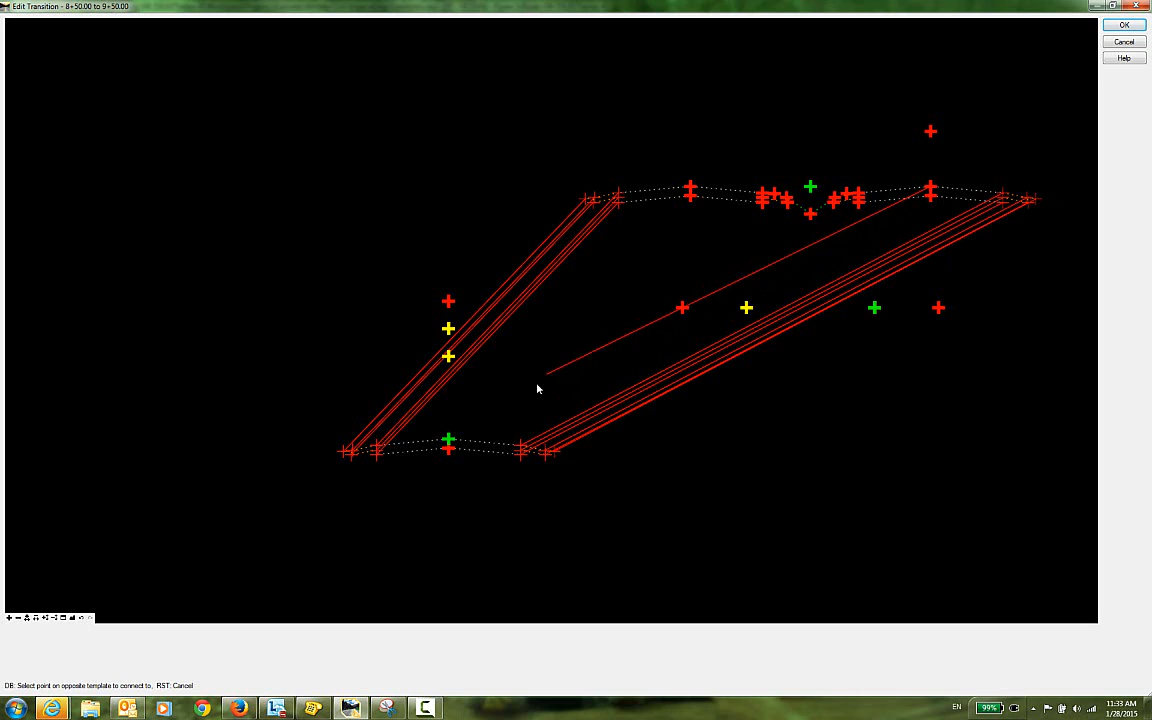 Edit Transition - 8+50.00 to 9+50.00
OK
Cancel
Help
DB: Select point on opposite template to connect to, RST: Cancel
EN
99%
11:33 AM
1/28/2015